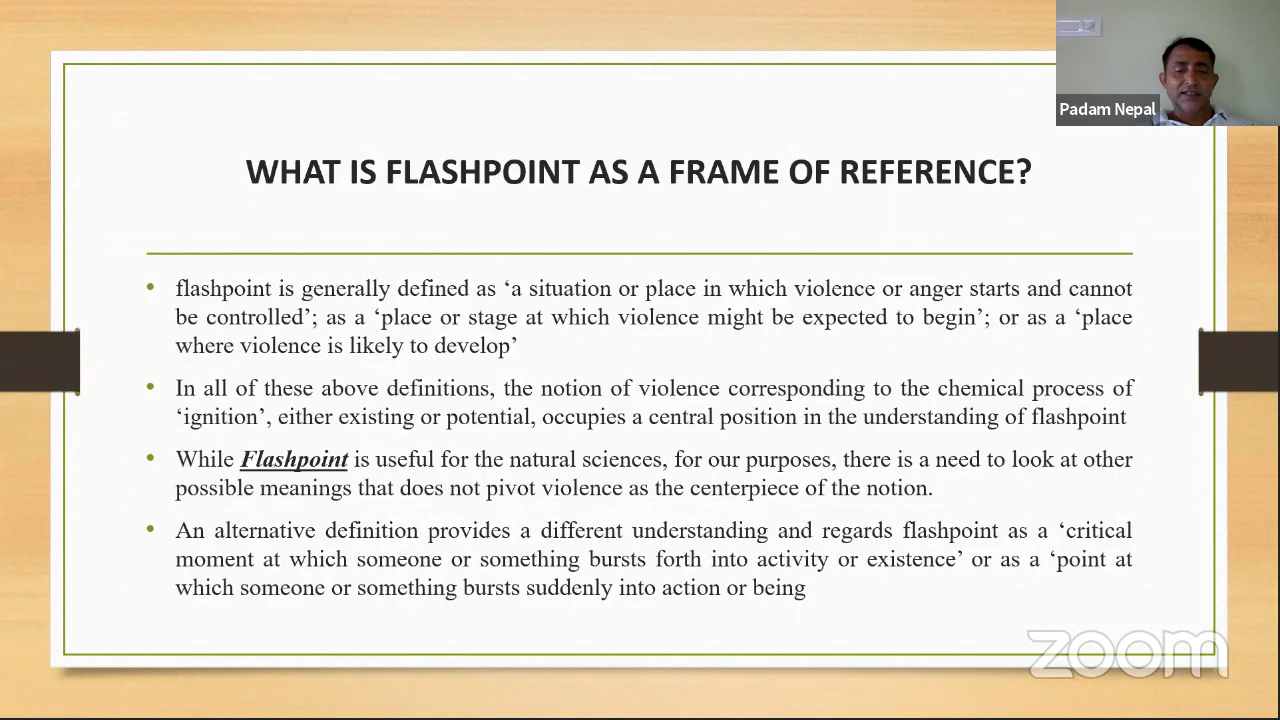 Padam Nepal
WHAT IS FLASHPOINT AS A FRAME OF REFERENCE?
• flashpoint is generally defined as ‘a situation or place in which violence or anger starts and cannot
be controlled’; as a ‘place or stage at which violence might be expected to begin’; or as a ‘place
where violence is likely to develop’
• In all of these above definitions, the notion of violence corresponding to the chemical process of
‘ignition’, either existing or potential, occupies a central position in the understanding of flashpoint
• While Flashpoint is useful for the natural sciences, for our purposes, there is a need to look at other
possible meanings that does not pivot violence as the centerpiece of the notion.
• An alternative definition provides a different understanding and regards flashpoint as a ‘critical
moment at which someone or something bursts forth into activity or existence’ or as a ‘point at
which someone or something bursts suddenly into action or being
zoom